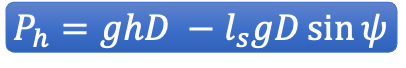 P_h = ghD − l_s gD sin ψ